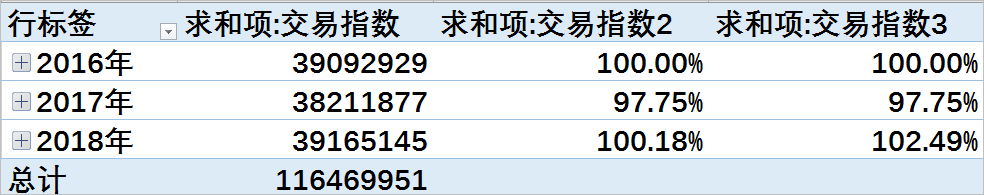 行标签 求和项:交易指数 求和项:交易指数2 求和项:交易指数3
2016年 39092929 100.00% 100.00%
2017年 38211877 97.75% 97.75%
2018年 39165145 100.18% 102.49%
总计 116469951